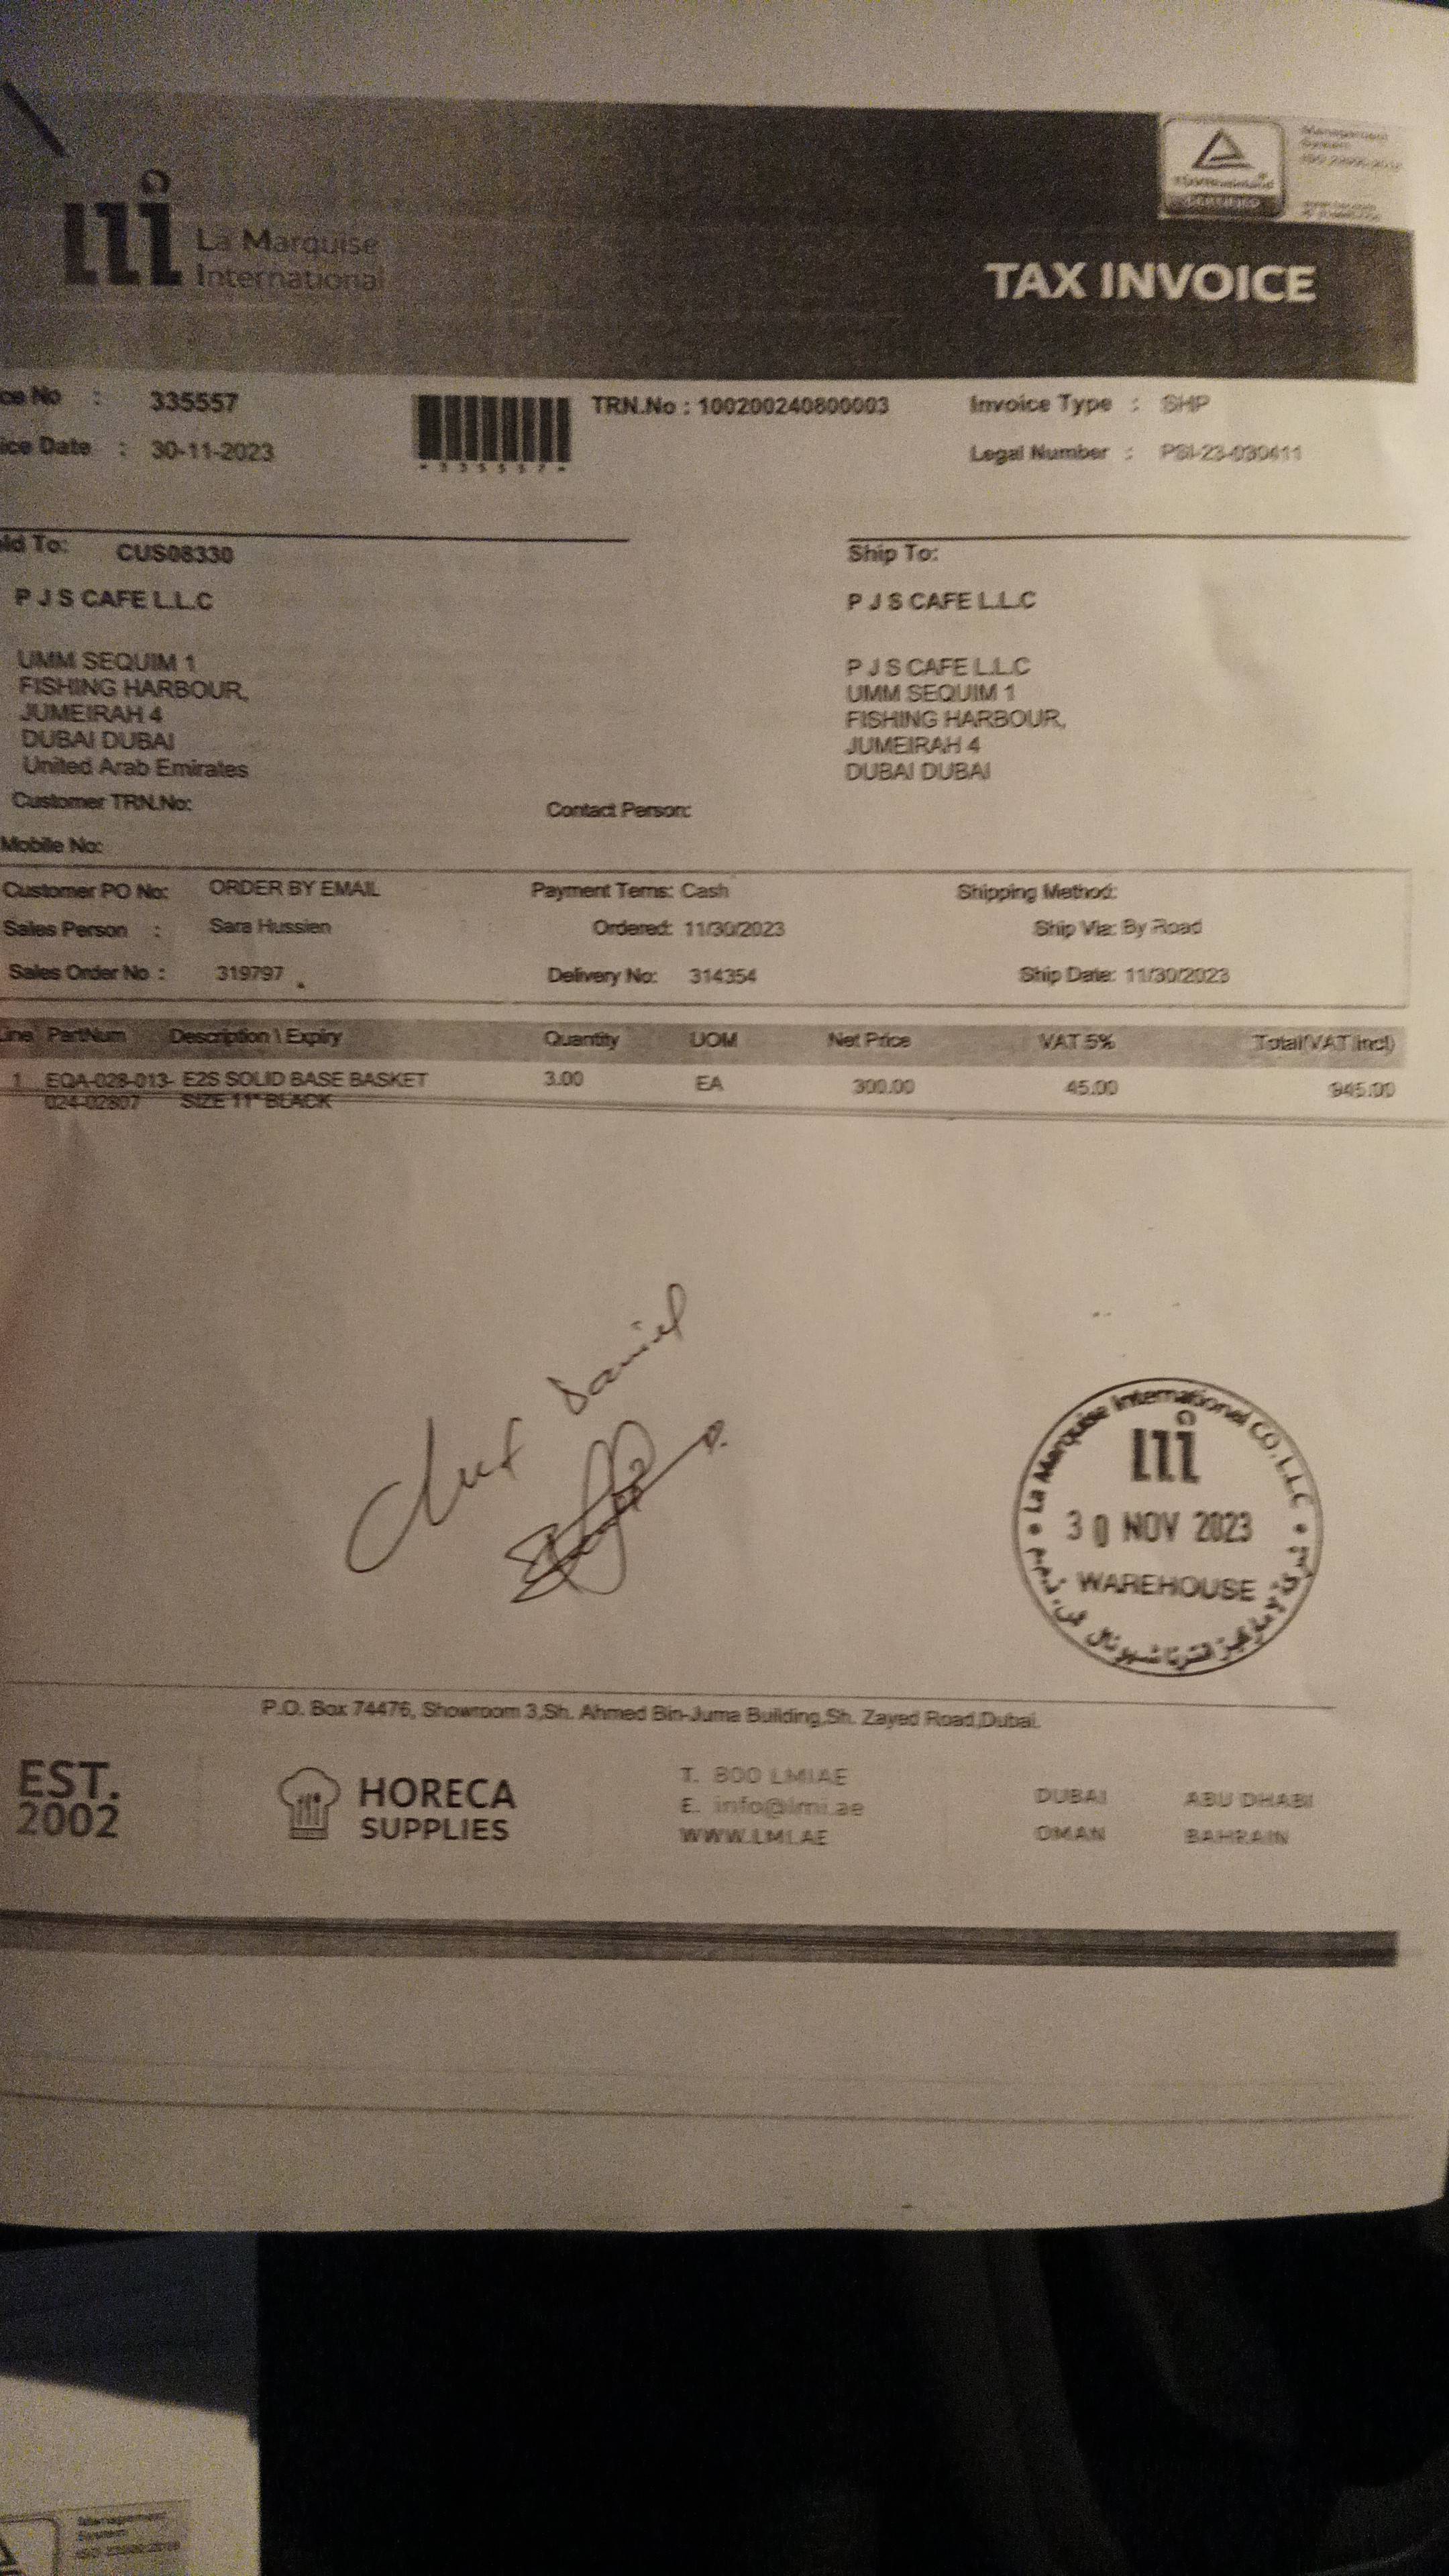 La Marquise
International
TÜVRheinland
CERTIFIED
Management
System
TAX INVOICE
ce No : 335557
TRN.No : 100200240800003
Invoice Type : SHP
ice Date : 30-11-2023
*335557*
Legal Number : PSI-23-030411
ld To: CUS08330
Ship To:
P J S CAFE L.L.C
P J S CAFE L.L.C
UMM SEQUIM 1
FISHING HARBOUR,
JUMEIRAH 4
DUBAI DUBAI
United Arab Emirates
P J S CAFE L.L.C
UMM SEQUIM 1
FISHING HARBOUR,
JUMEIRAH 4
DUBAI DUBAI
Customer TRN.No:
Contact Person:
Mobile No:
Customer PO No: ORDER BY EMAIL
Payment Terms: Cash
Shipping Method:
Sales Person : Sara Hussien
Ordered: 11/30/2023
Ship Via: By Road
Sales Order No : 319797
Delivery No: 314354
Ship Date: 11/30/2023
Line PartNum Description \ Expiry Quantity UOM Net Price VAT 5% Total(VAT Incl)
1 EQA-028-013- E2S SOLID BASE BASKET 3.00 EA 300.00 45.00 945.00
024-02807 SIZE 11" BLACK
Daniel
La Marquise International CO.L.L.C
30 NOV 2023
WAREHOUSE
P.O. Box 74476, Showroom 3,Sh. Ahmed Bin-Juma Building,Sh. Zayed Road,Dubai.
EST.
2002
HORECA
SUPPLIES
T. 800 LMIAE
E. info@lmi.ae
WWW.LMI.AE
DUBAI ABU DHABI
OMAN BAHRAIN
Management
System